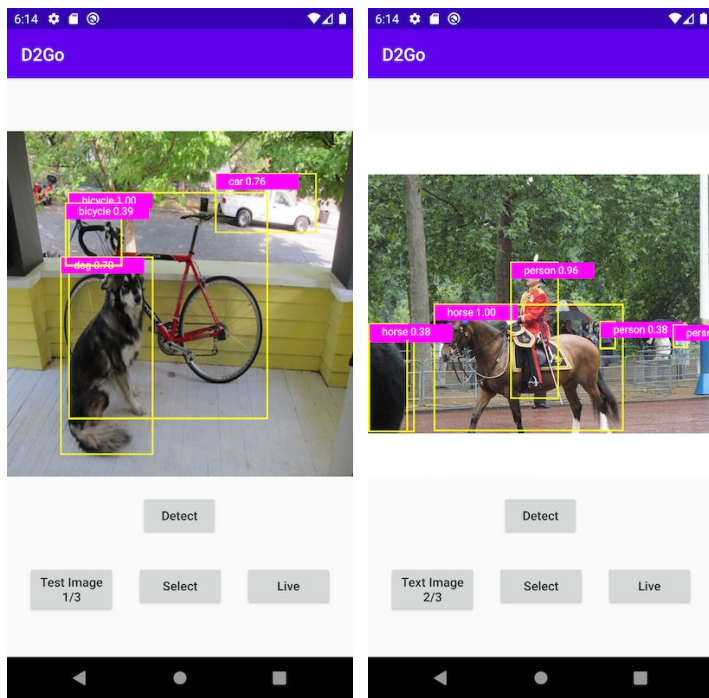 6:14
D2Go
car 0.76
bicycle 1.00
bicycle 0.39
dog 0.78
Detect
Test Image
1/3
Select
Live
6:14
D2Go
person 0.96
horse 1.00
horse 0.38
person 0.38
perso
Detect
Text Image
2/3
Select
Live